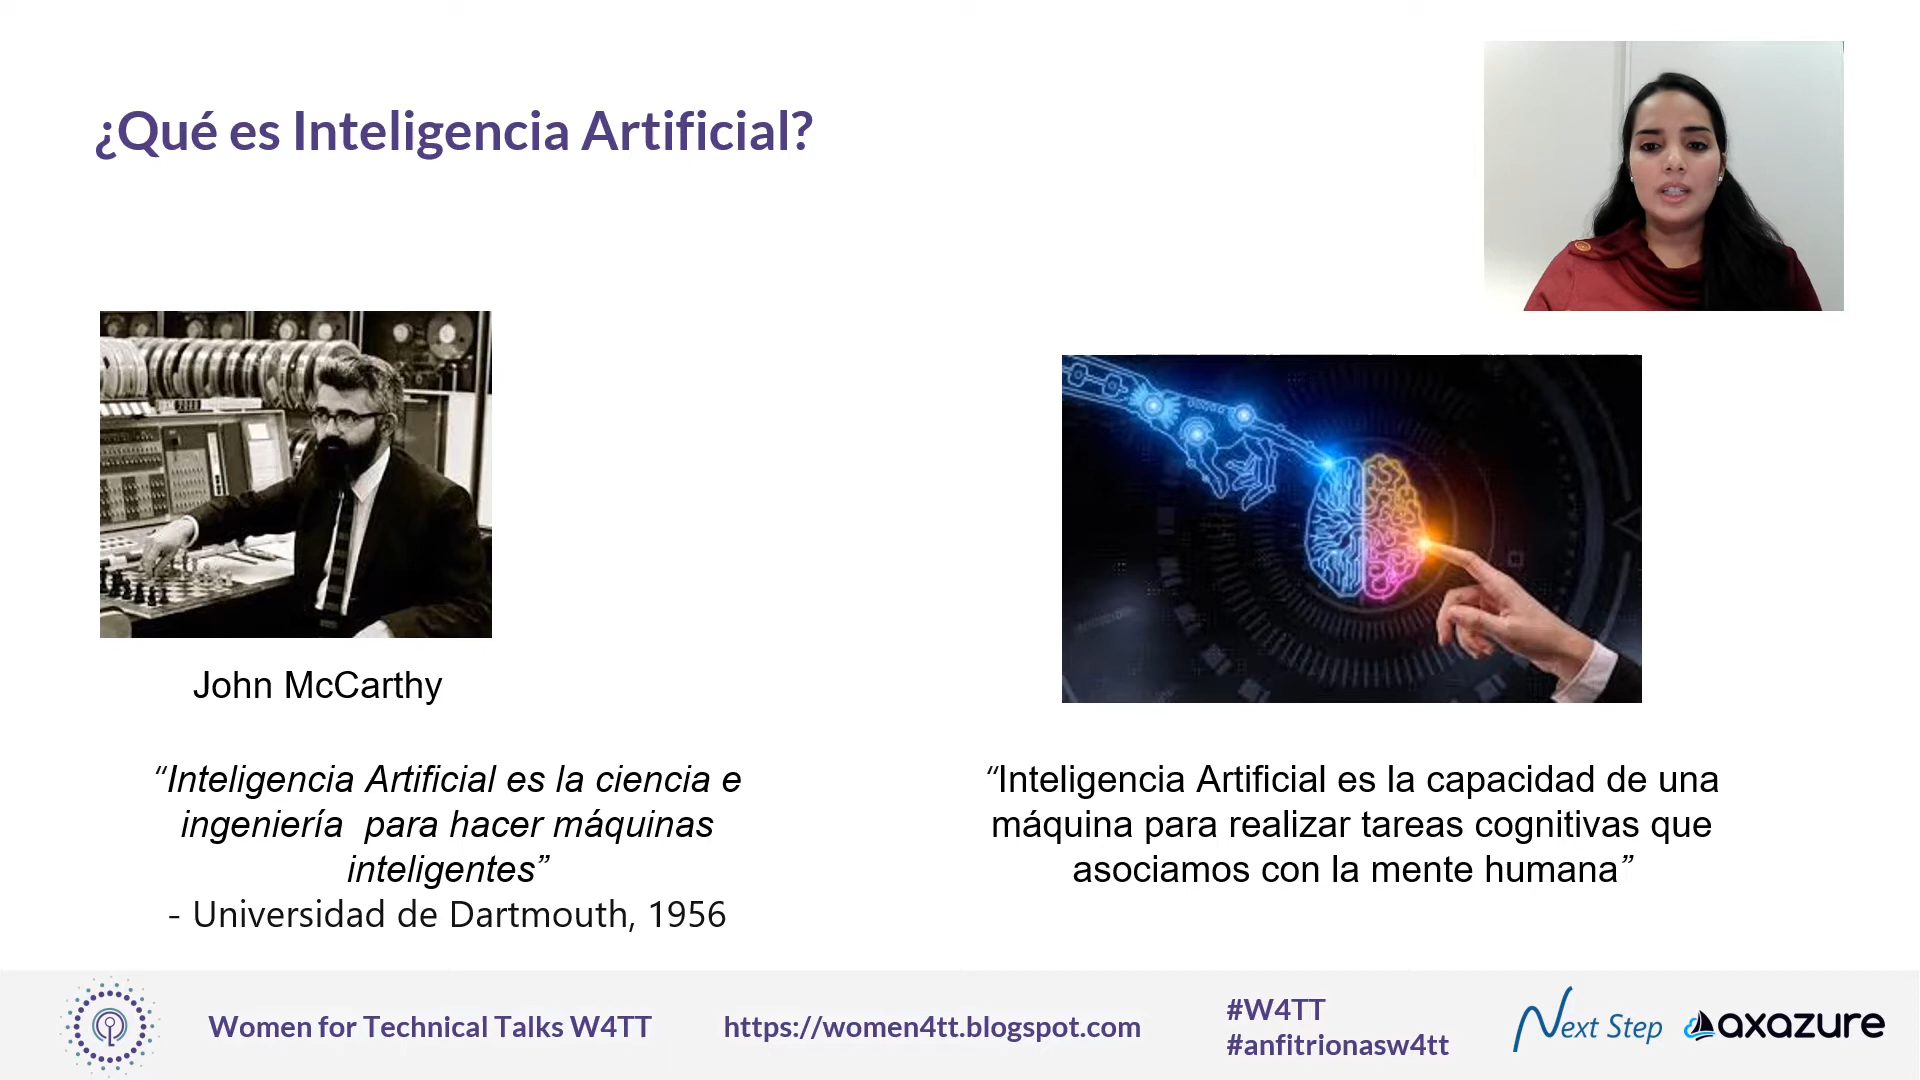 ¿Qué es Inteligencia Artificial?
John McCarthy
“Inteligencia Artificial es la ciencia e
ingeniería  para hacer máquinas
inteligentes”
- Universidad de Dartmouth, 1956
“Inteligencia Artificial es la capacidad de una
máquina para realizar tareas cognitivas que
asociamos con la mente humana”
Women for Technical Talks W4TT
https://women4tt.blogspot.com
#W4TT
#anfitrionasw4tt
Next Step
axazure